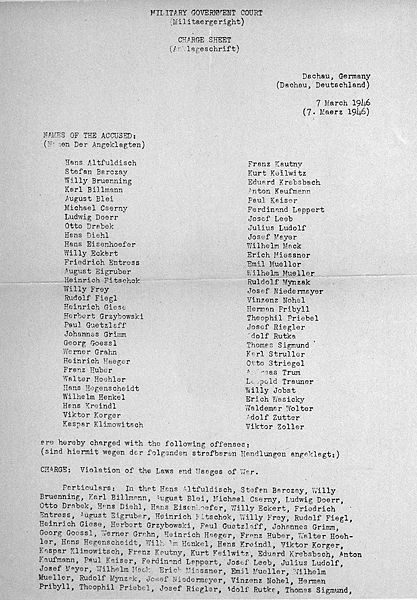 MILITARY GOVERNMENT COURT
(Militaergericht)
CHARGE SHEET
(Anklageschrift)
Dachau, Germany
(Dachau, Deutschland)
7 March 1946
(7. Maerz 1946)
NAMES OF THE ACCUSED:
(Namen Der Angeklagten)
Hans Altfuldisch
Stefan Barczay
Willy Bruenning
Karl Billmann
August Blei
Michael Cserny
Ludwig Doerr
Otto Drabek
Hans Diehl
Hans Eisenhoefer
Willy Eckert
Friedrich Entress
August Eigruber
Heinrich Fitschok
Willy Frey
Rudolf Fiegl
Heinrich Giese
Herbert Grzybowski
Paul Guetzlaff
Johannes Grimm
Georg Goessl
Werner Grahn
Heinrich Haeger
Franz Huber
Walter Hoehler
Hans Hegenscheidt
Wilhelm Henkel
Hans Kreindl
Viktor Korger
Kaspar Klimowitsch
Franz Kautny
Kurt Keilwitz
Eduard Krebsbach
Anton Kaufmann
Paul Kaiser
Ferdinand Lappert
Josef Leeb
Julius Ludolf
Josef Mayer
Wilhelm Mack
Erich Miessner
Emil Mueller
Wilhelm Mueller
Ruldolf Mynzak
Josef Niedermayer
Vinzenz Nohel
Herman Pribyll
Theophil Priebel
Josef Riegler
Adolf Rutka
Thomas Sigmund
Karl Struller
Otto Striegel
Andreas Trum
Leopold Trauner
Willy Jobst
Erich Wasicky
Waldemar Wolter
Adolf Zutter
Viktor Zoller
are hereby charged with the following offenses:
(sind hiermit wegen der folgenden strafbaren Handlungen angeklagt:)
CHARGE: Violation of the Laws and Usages of War.
Particulars: In that Hans Altfuldisch, Stefan Barczay, Willy
Bruenning, Karl Billmann, August Blei, Michael Cserny, Ludwig Doerr,
Otto Drabek, Hans Diehl, Hans Eisenhoefer, Willy Eckert, Friedrich
Entress, August Eigruber, Heinrich Fitschok, Willy Frey, Rudolf Fiegl,
Heinrich Giese, Herbert Grzybowski, Paul Guetzlaff, Johannes Grimm,
Georg Goessl, Werner Grahn, Heinrich Haeger, Franz Huber, Walter Hoeh-
ler, Hans Hegenscheidt, Wilhelm Henkel, Hans Kreindl, Viktor Korger,
Kaspar Klimowitsch, Franz Kautny, Kurt Keilwitz, Eduard Krebsbach, Anton
Kaufmann, Paul Kaiser, Ferdinand Lappert, Josef Leeb, Julius Ludolf,
Josef Mayer, Wilhelm Mack, Erich Miessner, Emil Mueller, Wilhelm
Mueller, Rudolf Mynzak, Josef Niedermayer, Vinzenz Nohel, Herman
Pribyll, Theophil Priebel, Josef Riegler, Adolf Rutka, Thomas Sigmund,